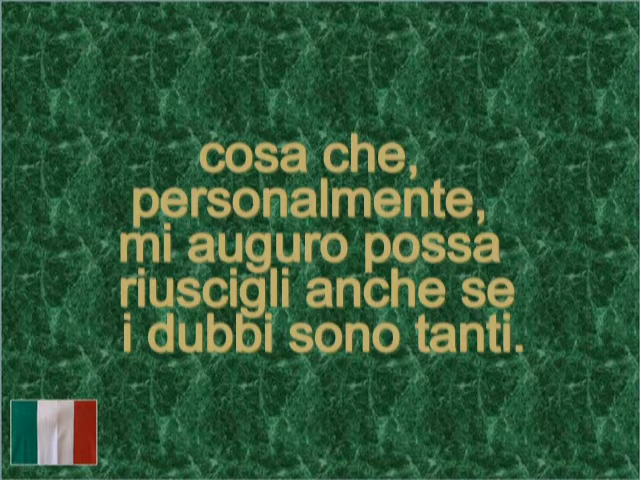 cosa che,
personalmente,
mi auguro possa
riuscigli anche se
i dubbi sono tanti.